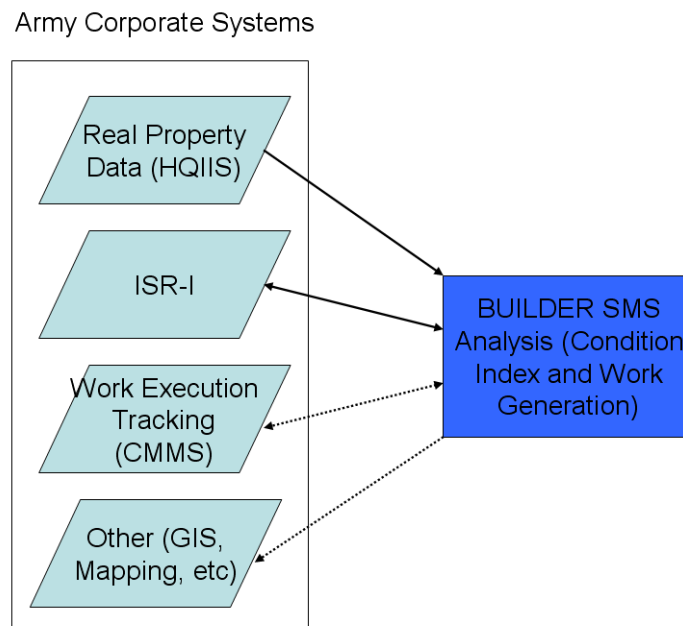 Army Corporate Systems
Real Property
Data (HQIIS)
ISR-I
Work Execution
Tracking
(CMMS)
Other (GIS,
Mapping, etc)
BUILDER SMS
Analysis (Condition
Index and Work
Generation)